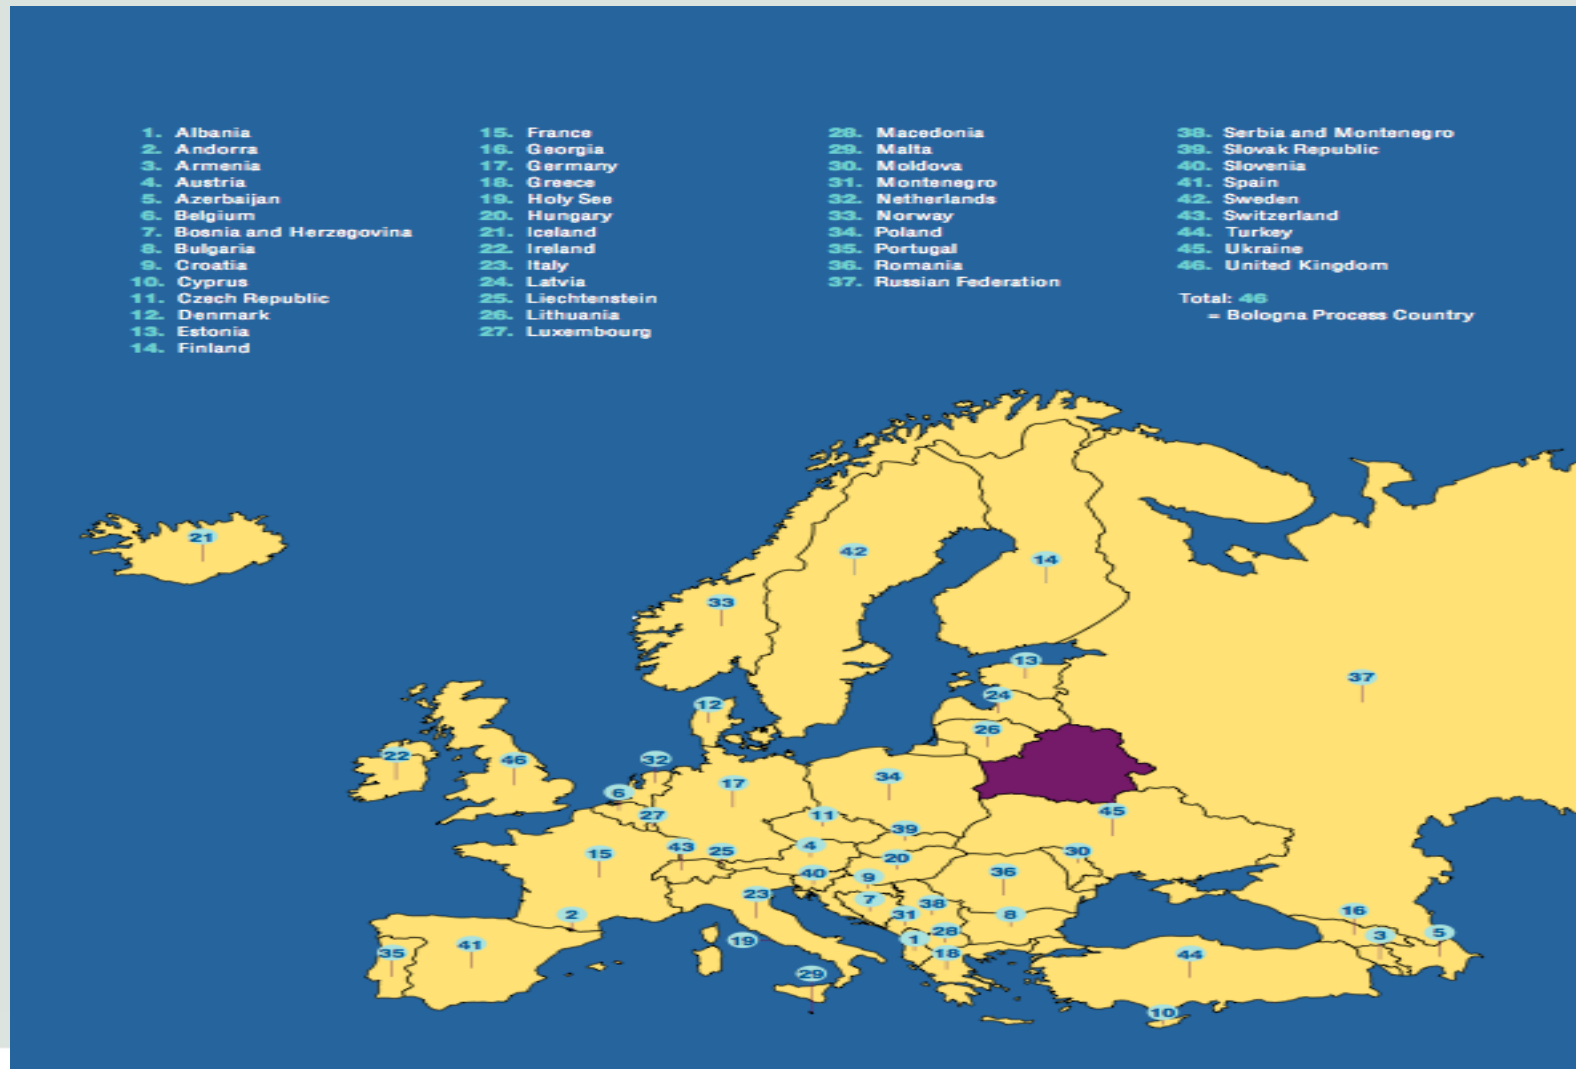 1. Albania
2. Andorra
3. Armenia
4. Austria
5. Azerbaijan
6. Belgium
7. Bosnia and Herzegovina
8. Bulgaria
9. Croatia
10. Cyprus
11. Czech Republic
12. Denmark
13. Estonia
14. Finland
15. France
16. Georgia
17. Germany
18. Greece
19. Holy See
20. Hungary
21. Iceland
22. Ireland
23. Italy
24. Latvia
25. Liechtenstein
26. Lithuania
27. Luxembourg
28. Macedonia
29. Malta
30. Moldova
31. Montenegro
32. Netherlands
33. Norway
34. Poland
35. Portugal
36. Romania
37. Russian Federation
38. Serbia and Montenegro
39. Slovak Republic
40. Slovenia
41. Spain
42. Sweden
43. Switzerland
44. Turkey
45. Ukraine
46. United Kingdom
Total: 46
= Bologna Process Country
21
42
14
33
13
37
24
12
26
22
46
32
34
17
6
45
27
11
39
43
25
4
30
15
20
36
40
9
23
7
38
16
2
31
8
28
5
3
19
1
41
35
18
44
29
10